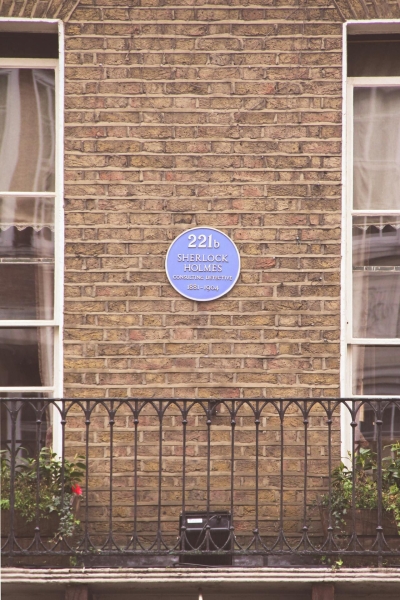 221b
SHERLOCK
HOLMES
CONSULTING DETECTIVE
1881-1904